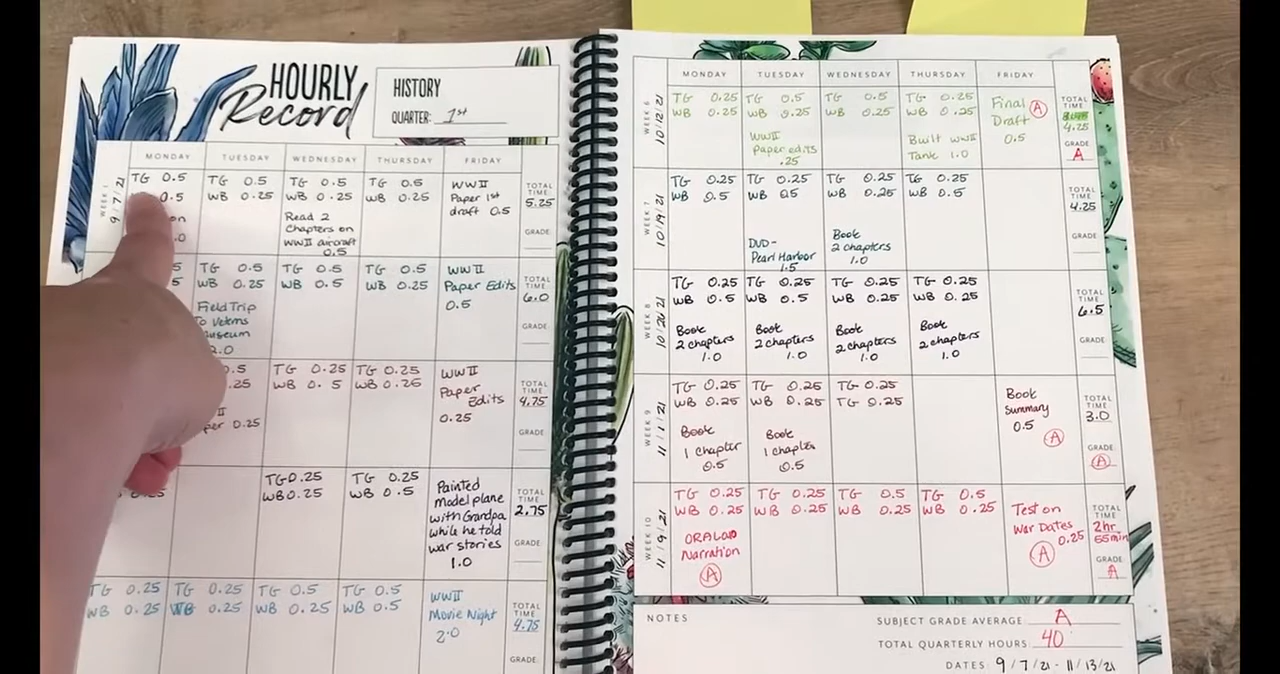 HOURLY
Record
HISTORY
QUARTER: 1st
MONDAY TUESDAY WEDNESDAY THURSDAY FRIDAY
WEEK 1
9/7/21
TG 0.5
0.5
on
.0
TG 0.5
WB 0.25
TG 0.5
WB 0.25
Read 2
Chapters on
WWII aircraft
0.5
TG 0.5
WB 0.25
WWII
Paper 1st
draft 0.5
TOTAL
TIME
5.25
GRADE:
TG 0.5
WB 0.25
Field Trip
To Veterns
useum
2.0
TG 0.5
WB 0.5
TG 0.5
WB 0.25
WWII
Paper Edits
0.5
TOTAL
TIME
6.0
GRADE:
0.5
.25
per 0.25
TG 0.25
WB 0.5
TG 0.25
WB 0.25
WWII
Paper
Edits
0.25
TOTAL
TIME
4.75
GRADE
TG 0.25
WB 0.25
TG 0.25
WB 0.5
Painted
model plane
with Grandpa
while he told
war stories
1.0
TOTAL
TIME
2.75
GRADE:
TG 0.25
WB 0.25
TG 0.25
WB 0.25
TG 0.5
WB 0.25
TG 0.5
WB 0.5
WWII
Movie Night
2.0
TOTAL
TIME
4.75
GRADE:
MONDAY TUESDAY WEDNESDAY THURSDAY FRIDAY
WEEK 6
10/12/21
TG 0.25
WB 0.25
TG 0.5
WB 0.25
WWII
Paper edits
.25
TG 0.5
WB 0.25
TG 0.25
WB 0.25
Built WWII
Tank 1.0
Final A
Draft
0.5
TOTAL
TIME
4.25
GRADE
A
WEEK 7
10/19/21
TG 0.25
WB 0.5
TG 0.25
WB 0.5
DVD-
Pearl Harbor
1.5
TG 0.25
WB 0.25
Book
2 chapters
1.0
TG 0.25
WB 0.5
TOTAL
TIME
4.25
GRADE:
WEEK 8
TG 0.25
WB 0.5
Book
2 chapters
1.0
TG 0.25
WB 0.5
Book
2 chapters
1.0
TG 0.25
WB 0.25
Book
2 chapters
1.0
TG 0.25
WB 0.25
Book
2 chapters
1.0
TOTAL
TIME
6.5
GRADE:
WEEK 9
11/1/21
TG 0.25
WB 0.25
Book
1 chapter
0.5
TG 0.25
WB 0.25
Book
1 chapter
0.5
TG 0.25
TG 0.25
Book
Summary
0.5
A
TOTAL
TIME
3.0
GRADE:
A
WEEK 10
11/9/21
TG 0.25
WB 0.25
Narration
A
TG 0.25
WB 0.25
TG 0.5
WB 0.25
TG 0.5
WB 0.25
Test on
War Dates
0.25
A
TOTAL
TIME
2hr
55min
GRADE
A
NOTES
SUBJECT GRADE AVERAGE A
TOTAL QUARTERLY HOURS: 40
DATES: 9/7/21 - 11/13/21